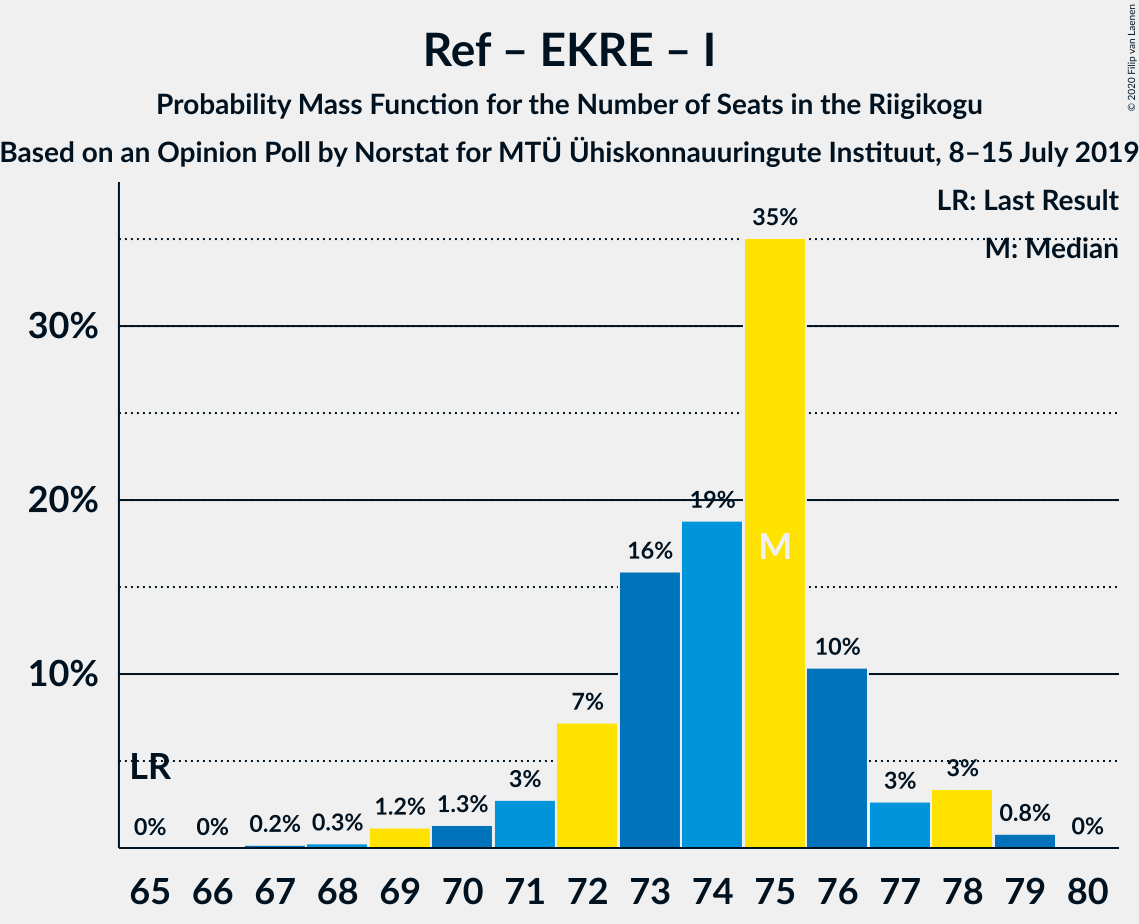 Ref – EKRE – I
Probability Mass Function for the Number of Seats in the Riigikogu
Based on an Opinion Poll by Norstat for MTÜ Ühiskonnauuringute Instituut, 8–15 July 2019
© 2020 Filip van Laenen
LR: Last Result
M: Median
35%
30%
20%
19%
M
16%
10%
10%
7%
LR
3%
3%
3%
1.2%
1.3%
0.8%
0%
0%
0.2%
0.3%
0%
65 66 67 68 69 70 71 72 73 74 75 76 77 78 79 80